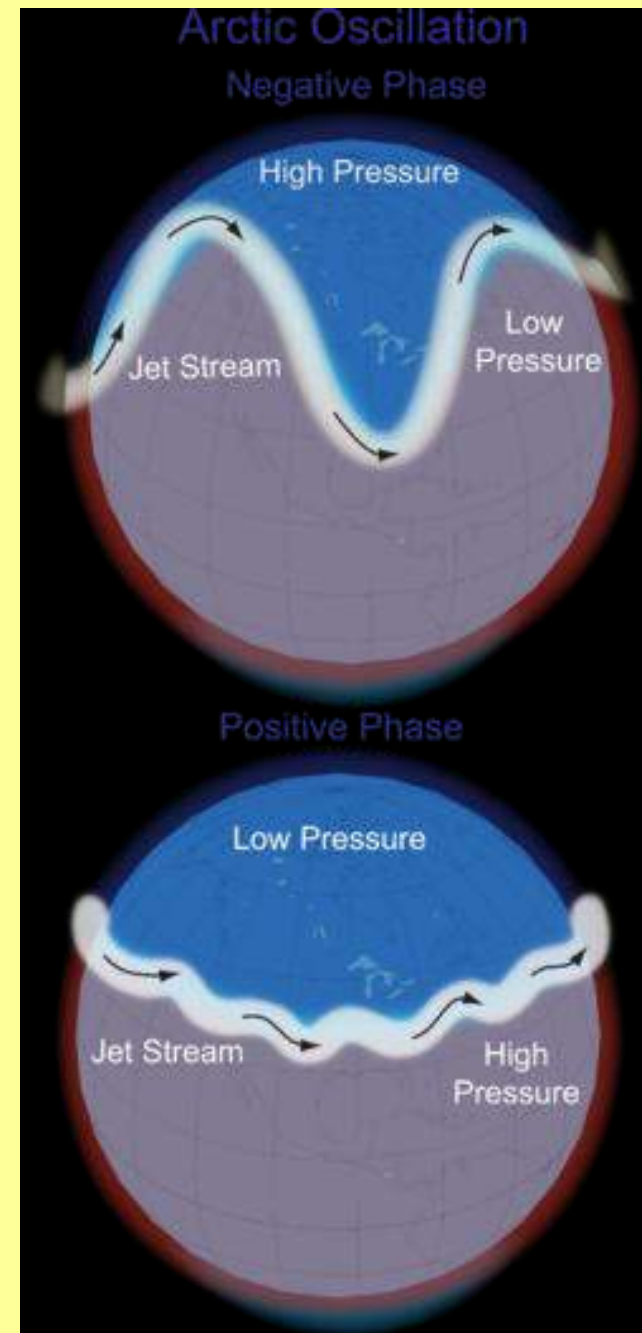 Arctic Oscillation
Negative Phase
High Pressure
Jet Stream
Low
Pressure
Positive Phase
Low Pressure
Jet Stream
High
Pressure